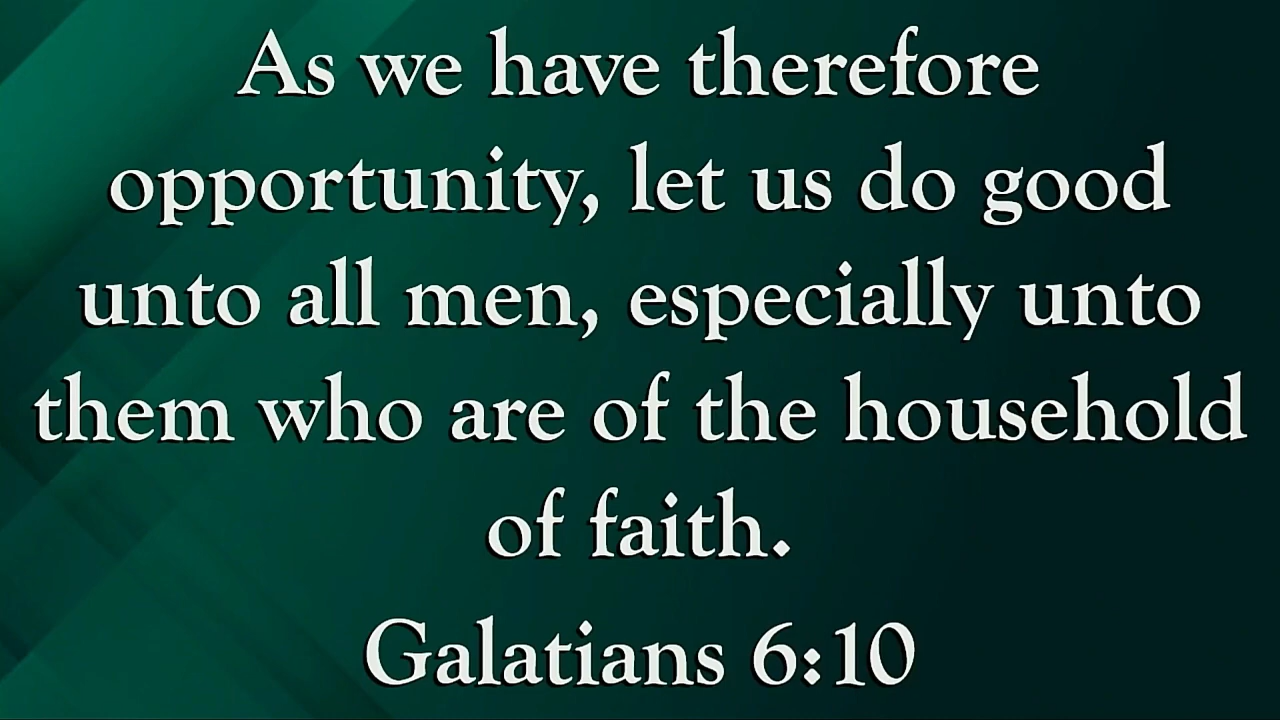 As we have therefore
opportunity, let us do good
unto all men, especially unto
them who are of the household
of faith.
Galatians 6:10